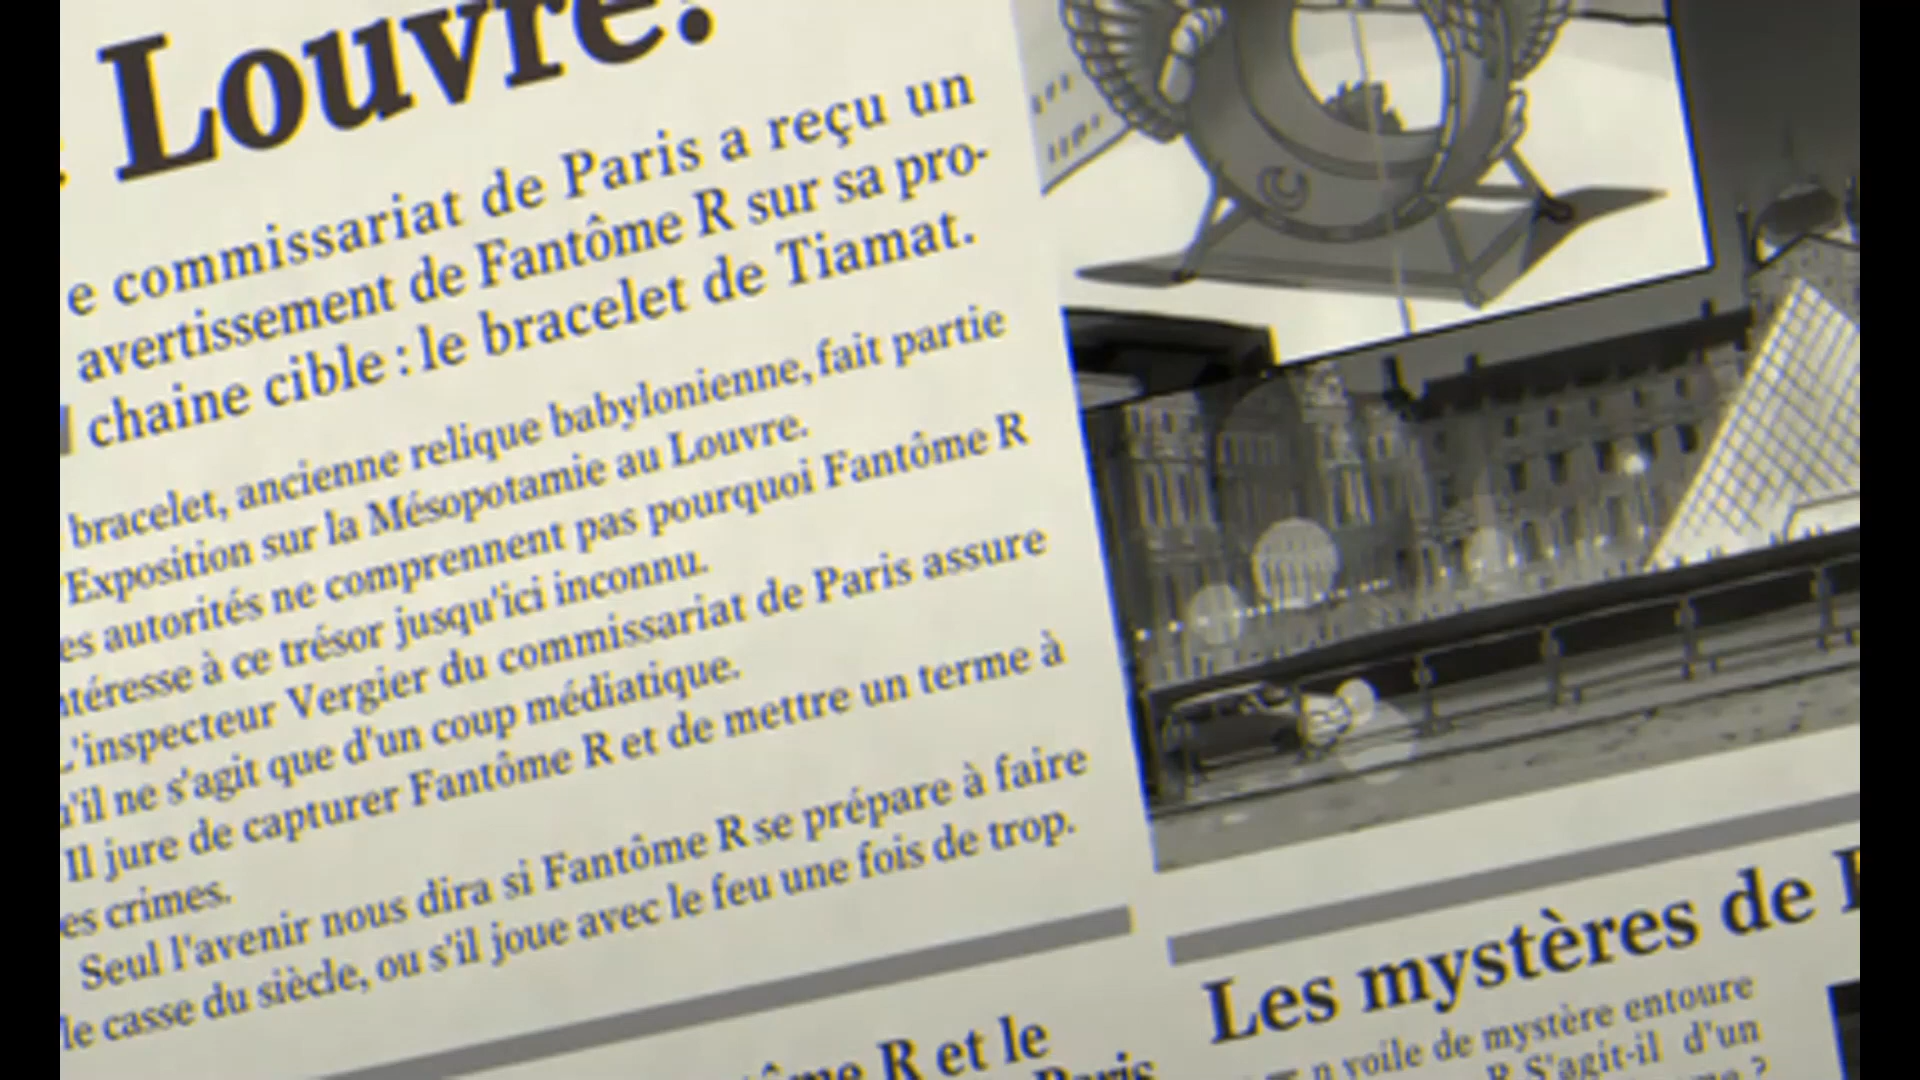 Louvre.
e commissariat de Paris a reçu un
avertissement de Fantôme R sur sa pro-
chaine cible : le bracelet de Tiamat.
bracelet, ancienne relique babylonienne, fait partie
Exposition sur la Mésopotamie au Louvre.
es autorités ne comprennent pas pourquoi Fantôme R
ntéresse à ce trésor jusqu'ici inconnu.
L'inspecteur Vergier du commissariat de Paris assure
u'il ne s'agit que d'un coup médiatique.
Il jure de capturer Fantôme R et de mettre un terme à
es crimes.
Seul l'avenir nous dira si Fantôme R se prépare à faire
le casse du siècle, ou s'il joue avec le feu une fois de trop.
ôme R et le
Paris
Les mystères de
n voile de mystère entoure
R S'agit-il d'un
?